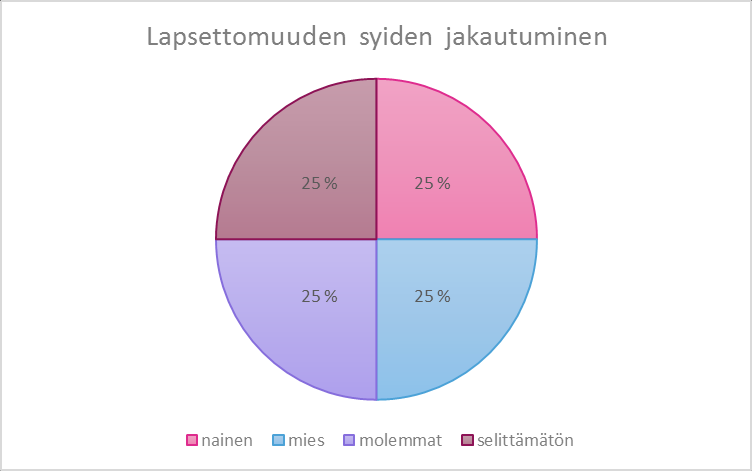 Lapsettomuuden syiden jakautuminen
25 % 25 %
25 % 25 %
nainen mies molemmat selittämätön